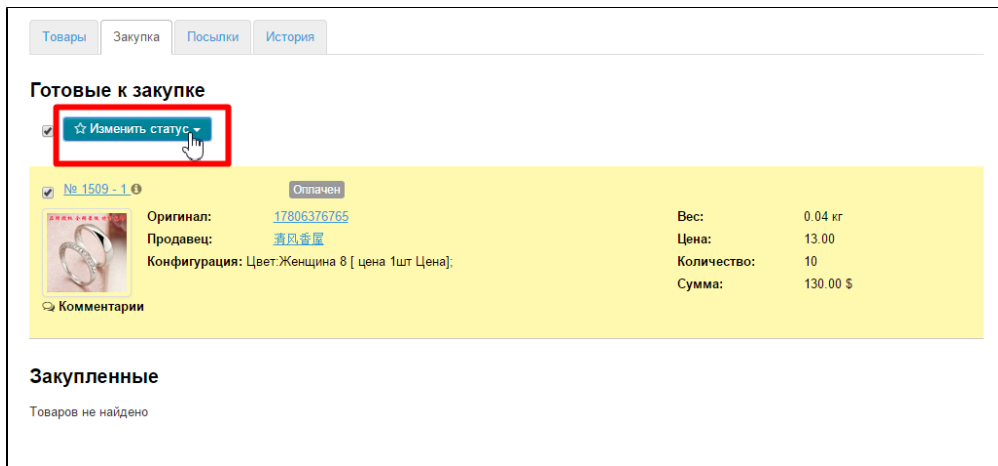 Товары Закупка Посылки История
Готовые к закупке
Изменить статус
№ 1509 - 1 Оплачен
Оригинал: 17806376765 Вес: 0.04 кг
Продавец: 青风香屋 Цена: 13.00
Конфигурация: Цвет:Женщина 8 [ цена 1шт Цена]; Количество: 10
Сумма: 130.00 $
Комментарии
Закупленные
Товаров не найдено